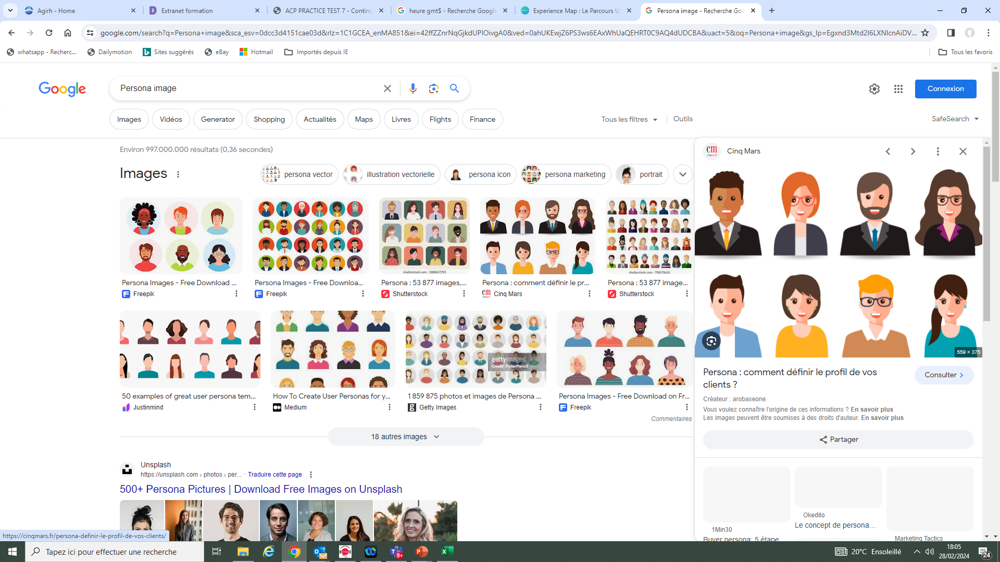 Agirh - Home
Extranet formation
ACP PRACTICE TEST 7 - Continu
heure gmt$ - Recherche Google
Experience Map : Le Parcours U
Persona image - Recherche Goo
google.com/search?q=Persona+image&sca_esv=0dcc3d4151cae03d&rlz=1C1GCEA_enMA851&ei=42ffZZnrNqGjkdUPlOivgA0&ved=0ahUKEwjZ6PS3ws6EAxWhUaQEHRT0C9AQ4dUDCBA&uact=5&oq=Persona+image&gs_lp=Egxnd3Mtd2l6LXNlcnAiDV...
whatsapp - Recherc...
Dailymotion
Sites suggérés
eBay
Hotmail
Importés depuis IE
Tous les favoris
Google
Persona image
Connexion
Images
Vidéos
Generator
Shopping
Actualités
Maps
Livres
Flights
Finance
Tous les filtres
Outils
SafeSearch
Environ 997.000.000 résultats (0,36 secondes)
Images
persona vector
illustration vectorielle
persona icon
persona marketing
portrait
shutterstock.com · 1888637293
shutterstock.com · 790170610
Persona Images - Free Download ...
Freepik
Persona Images - Free Downloa...
Freepik
Persona : 53 877 images,...
Shutterstock
Persona : comment définir le pr...
Cinq Mars
Persona : 53 877 image...
Shutterstock
gettyimages
Credit: PeterPencil
50 examples of great user persona tem...
Justinmind
How To Create User Personas for y...
Medium
1 859 875 photos et images de Persona ...
Getty Images
Persona Images - Free Download on Fr...
Freepik
Commentaires
18 autres images
Unsplash
https://unsplash.com › photos › per... · Traduire cette page
500+ Persona Pictures | Download Free Images on Unsplash
https://cinqmars.fr/persona-definir-le-profil-de-vos-clients/
cm
Cinq Mars
559 × 375
Persona : comment définir le profil de vos
clients ?
Consulter
Créateur : arobaseone
Vous voulez connaître l'origine de ces informations ? En savoir plus
Les images peuvent être soumises à des droits d'auteur. En savoir plus
Partager
1Min30
Buyer persona: 5 étape
Okedito
Le concept de persona...
Marketing Tactics
Tapez ici pour effectuer une recherche
9+
20°C Ensoleillé
18:05
28/02/2024
24